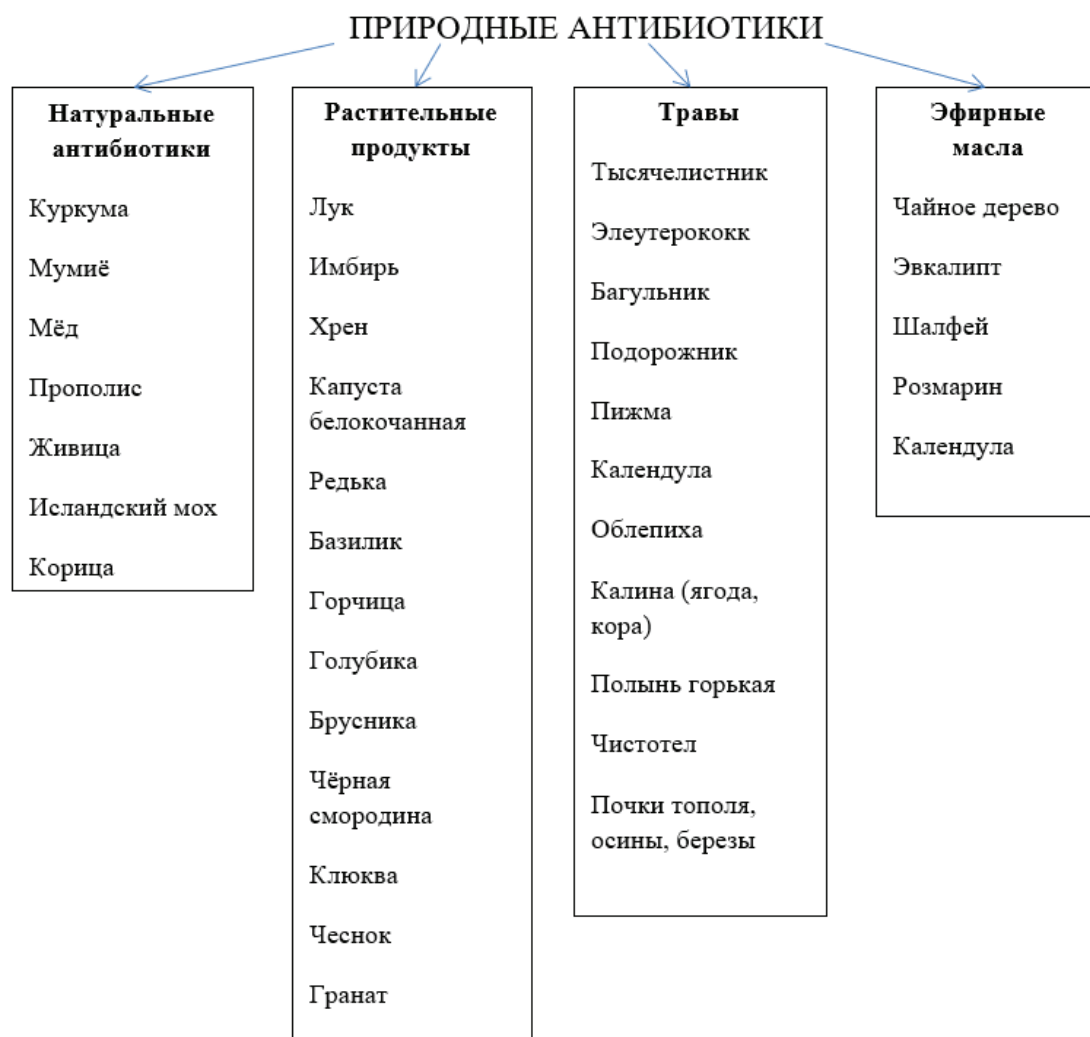 ПРИРОДНЫЕ АНТИБИОТИКИ
Натуральные
антибиотики
Куркума
Мумиё
Мёд
Прополис
Живица
Исландский мох
Корица
Растительные
продукты
Лук
Имбирь
Хрен
Капуста
белокочанная
Редька
Базилик
Горчица
Голубика
Брусника
Чёрная
смородина
Клюква
Чеснок
Гранат
Травы
Тысячелистник
Элеутерококк
Багульник
Подорожник
Пижма
Календула
Облепиха
Калина (ягода,
кора)
Полынь горькая
Чистотел
Почки тополя,
осины, березы
Эфирные
масла
Чайное дерево
Эвкалипт
Шалфей
Розмарин
Календула